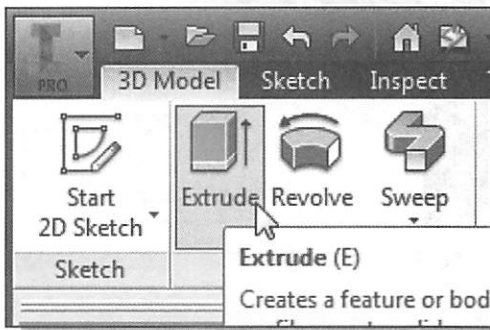 PRO
3D Model Sketch Inspect
Start
2D Sketch
Extrude Revolve Sweep
Sketch
Extrude (E)
Creates a feature or bod